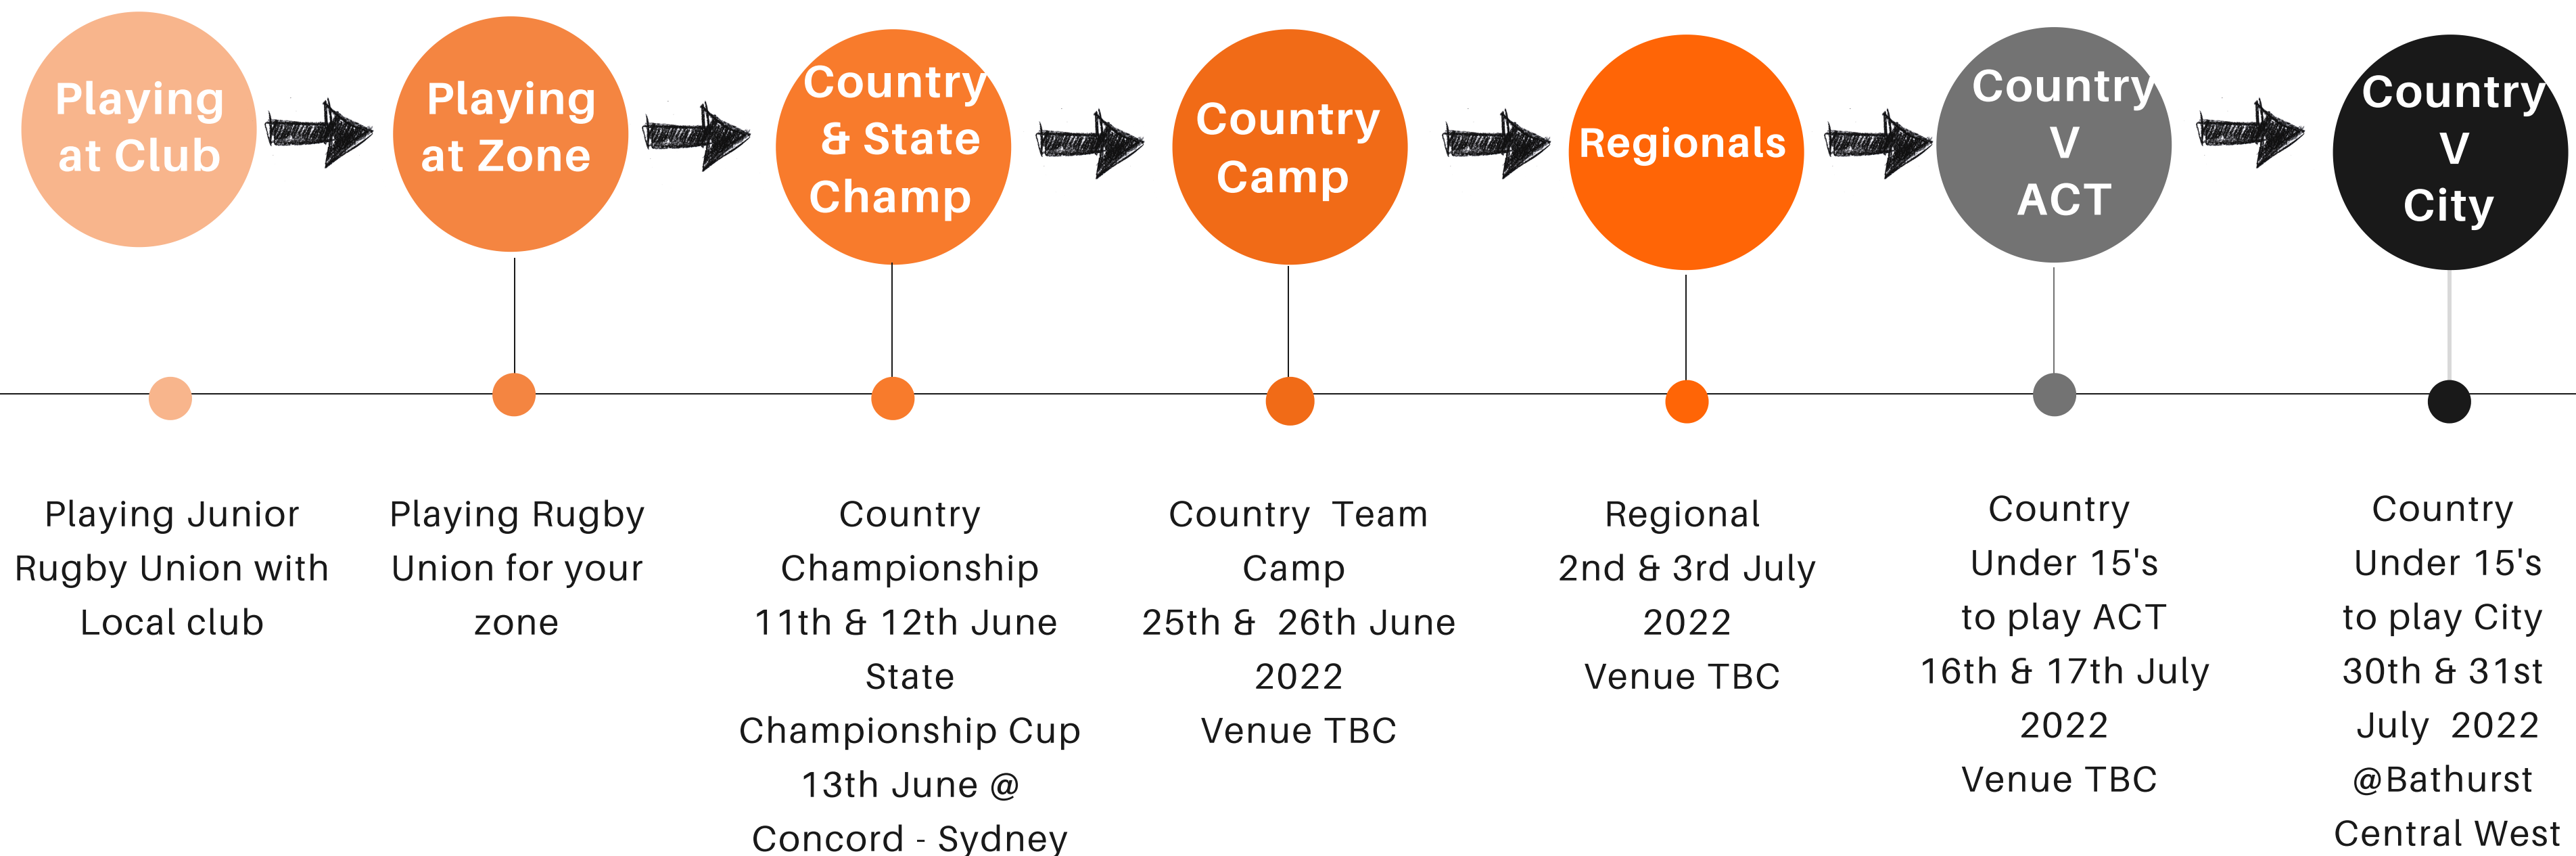 Playing
at Club
Playing
at Zone
Country
& State
Champ
Country
Camp
Regionals
Country
V
ACT
Country
V
City
Playing Junior
Rugby Union with
Local club
Playing Rugby
Union for your
zone
Country
Championship
11th & 12th June
State
Championship Cup
13th June @
Concord - Sydney
Country Team
Camp
25th & 26th June
2022
Venue TBC
Regional
2nd & 3rd July
2022
Venue TBC
Country
Under 15's
to play ACT
16th & 17th July
2022
Venue TBC
Country
Under 15's
to play City
30th & 31st
July 2022
@Bathurst
Central West